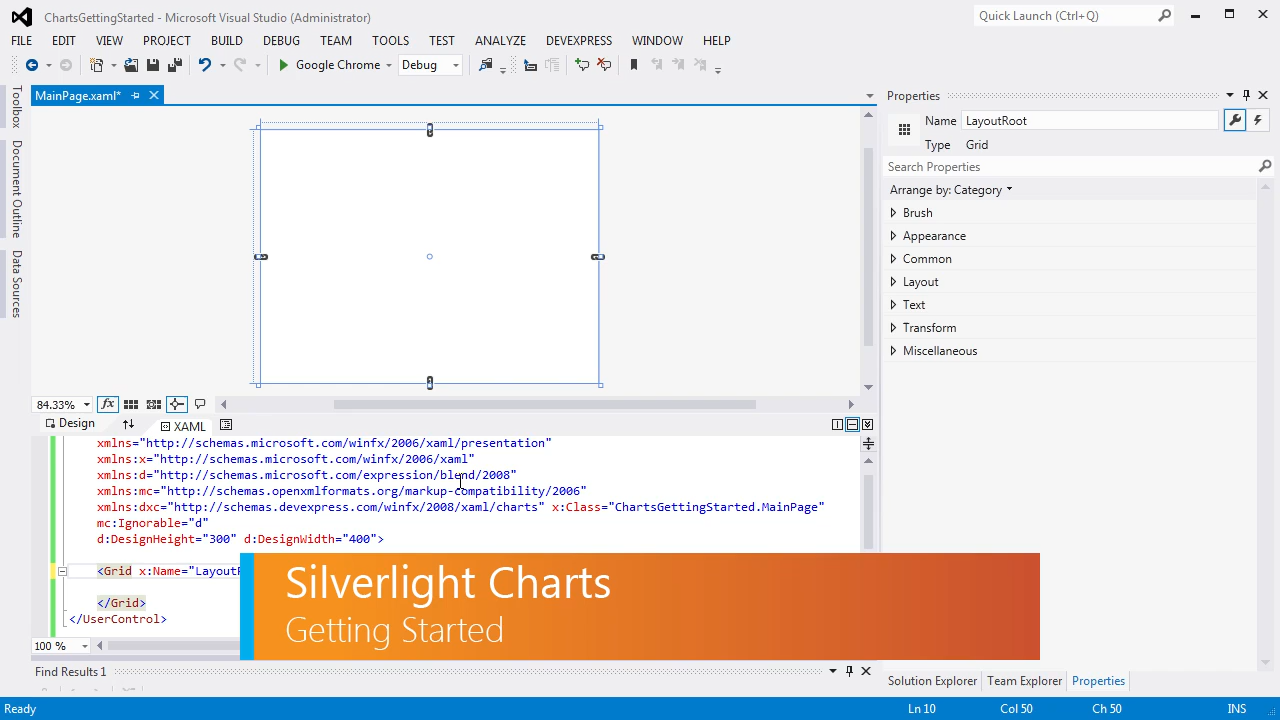 ChartsGettingStarted - Microsoft Visual Studio (Administrator)
Quick Launch (Ctrl+Q)
FILE EDIT VIEW PROJECT BUILD DEBUG TEAM TOOLS TEST ANALYZE DEVEXPRESS WINDOW HELP
Google Chrome Debug
Toolbox
Document Outline
Data Sources
MainPage.xaml*
84.33%
Design
XAML
xmlns="http://schemas.microsoft.com/winfx/2006/xaml/presentation"
xmlns:x="http://schemas.microsoft.com/winfx/2006/xaml"
xmlns:d="http://schemas.microsoft.com/expression/blend/2008"
xmlns:mc="http://schemas.openxmlformats.org/markup-compatibility/2006"
xmlns:dxc="http://schemas.devexpress.com/winfx/2008/xaml/charts" x:Class="ChartsGettingStarted.MainPage"
mc:Ignorable="d"
d:DesignHeight="300" d:DesignWidth="400">
<Grid x:Name="Layout
</Grid>
</UserControl>
Silverlight Charts
Getting Started
100 %
Find Results 1
Properties
Name LayoutRoot
Type Grid
Search Properties
Arrange by: Category
Brush
Appearance
Common
Layout
Text
Transform
Miscellaneous
Solution Explorer Team Explorer Properties
Ready Ln 10 Col 50 Ch 50 INS